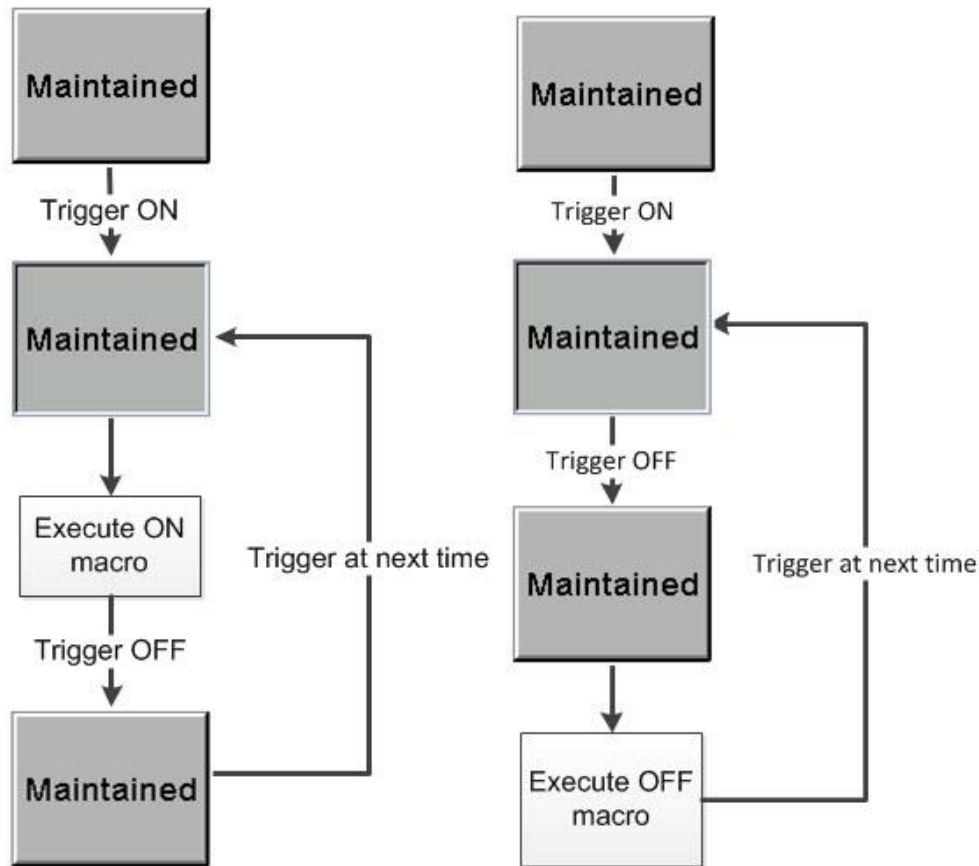 Maintained
Trigger ON
Maintained
Execute ON
macro
Trigger OFF
Maintained
Trigger at next time
Maintained
Trigger ON
Maintained
Trigger OFF
Maintained
Execute OFF
macro
Trigger at next time